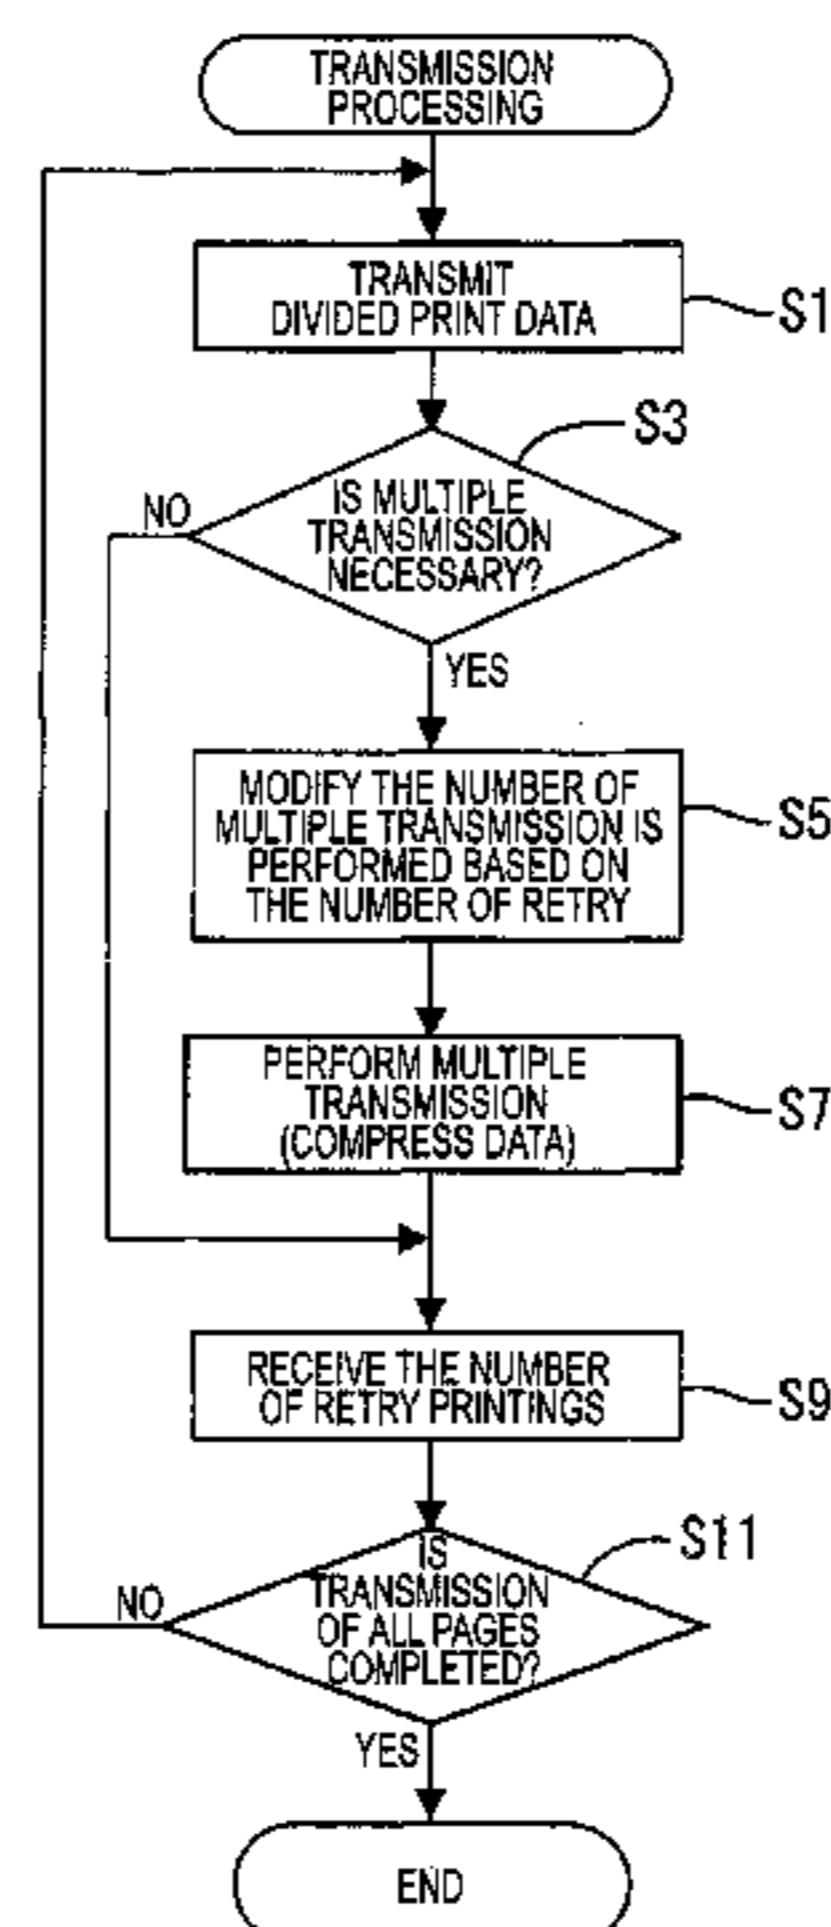 TRANSMISSION
PROCESSING
TRANSMIT
DIVIDED PRINT DATA
S1
S3
IS MULTIPLE
TRANSMISSION
NECESSARY?
NO
YES
MODIFY THE NUMBER OF
MULTIPLE TRANSMISSION IS
PERFORMED BASED ON
THE NUMBER OF RETRY
S5
PERFORM MULTIPLE
TRANSMISSION
(COMPRESS DATA)
S7
RECEIVE THE NUMBER
OF RETRY PRINTINGS
S9
S11
IS
TRANSMISSION
OF ALL PAGES
COMPLETED?
NO
YES
END